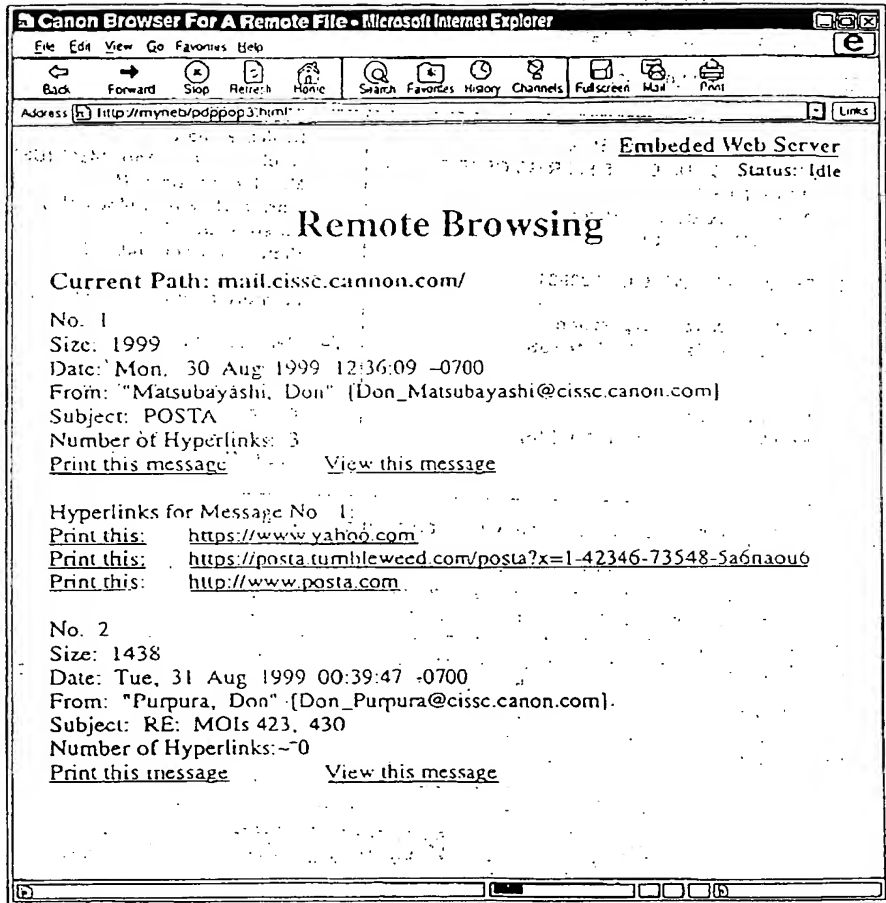 Canon Browser For A Remote File - Microsoft Internet Explorer
File Edit View Go Favorites Help
Back Forward Stop Refresh Home Search Favorites History Channels Fullscreen Mail Print
Address http://myneb/pdppop3.html Links
Embeded Web Server
Status: Idle
Remote Browsing
Current Path: mail.cissc.cannon.com/
No. 1
Size: 1999
Date: Mon, 30 Aug 1999 12:36:09 -0700
From: "Matsubayashi, Don" [Don_Matsubayashi@cissc.canon.com]
Subject: POSTA
Number of Hyperlinks: 3
Print this message View this message
Hyperlinks for Message No 1:
Print this: https://www.yahoo.com
Print this: https://posta.tumbleweed.com/posta?x=1-42346-73548-5a6naou6
Print this: http://www.posta.com
No. 2
Size: 1438
Date: Tue, 31 Aug 1999 00:39:47 -0700
From: "Purpura, Don" [Don_Purpura@cissc.canon.com]
Subject: RE: MOIs 423, 430
Number of Hyperlinks: 0
Print this message View this message